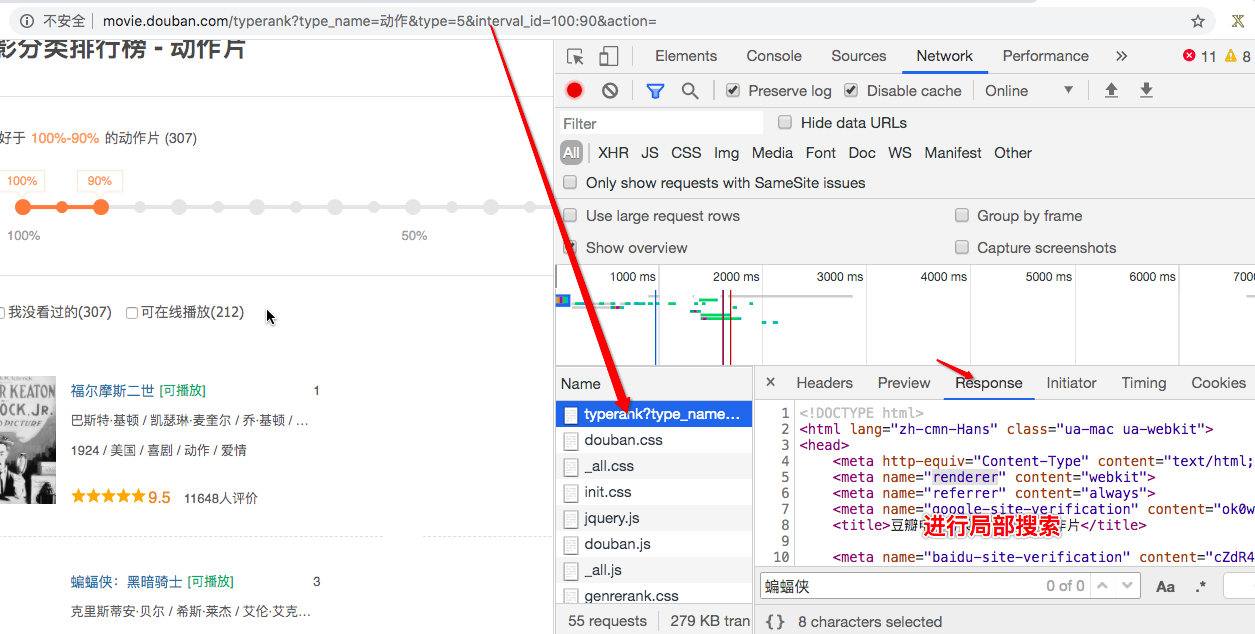 不安全 movie.douban.com/typerank?type_name=动作&type=5&interval_id=100:90&action=
影分类排行榜 - 动作片
好于 100%-90% 的动作片 (307)
100% 90%
100% 50%
我没看过的(307) 可在线播放(212)
R KEATON
OCK, JR.
福尔摩斯二世 [可播放] 1
巴斯特·基顿 / 凯瑟琳·麦奎尔 / 乔·基顿 / …
1924 / 美国 / 喜剧 / 动作 / 爱情
9.5 11648人评价
蝙蝠侠：黑暗骑士 [可播放] 3
克里斯蒂安·贝尔 / 希斯·莱杰 / 艾伦·艾克…
Elements Console Sources Network Performance » 11 8
Preserve log Disable cache Online
Filter Hide data URLs
All XHR JS CSS Img Media Font Doc WS Manifest Other
Only show requests with SameSite issues
Use large request rows Group by frame
Show overview Capture screenshots
1000 ms 2000 ms 3000 ms 4000 ms 5000 ms 6000 ms 700
Name
typerank?type_name…
douban.css
_all.css
init.css
jquery.js
douban.js
_all.js
genrerank.css
55 requests 279 KB tran
× Headers Preview Response Initiator Timing Cookies
1 <!DOCTYPE html>
2 <html lang="zh-cmn-Hans" class="ua-mac ua-webkit">
3 <head>
4 <meta http-equiv="Content-Type" content="text/html;
5 <meta name="renderer" content="webkit">
6 <meta name="referrer" content="always">
7 <meta name="google-site-verification" content="ok0w
8 <title>豆瓣 作片</title>
进行局部搜索
9
10 <meta name="baidu-site-verification" content="cZdR4
蝙蝠侠 0 of 0 Aa .*
{} 8 characters selected